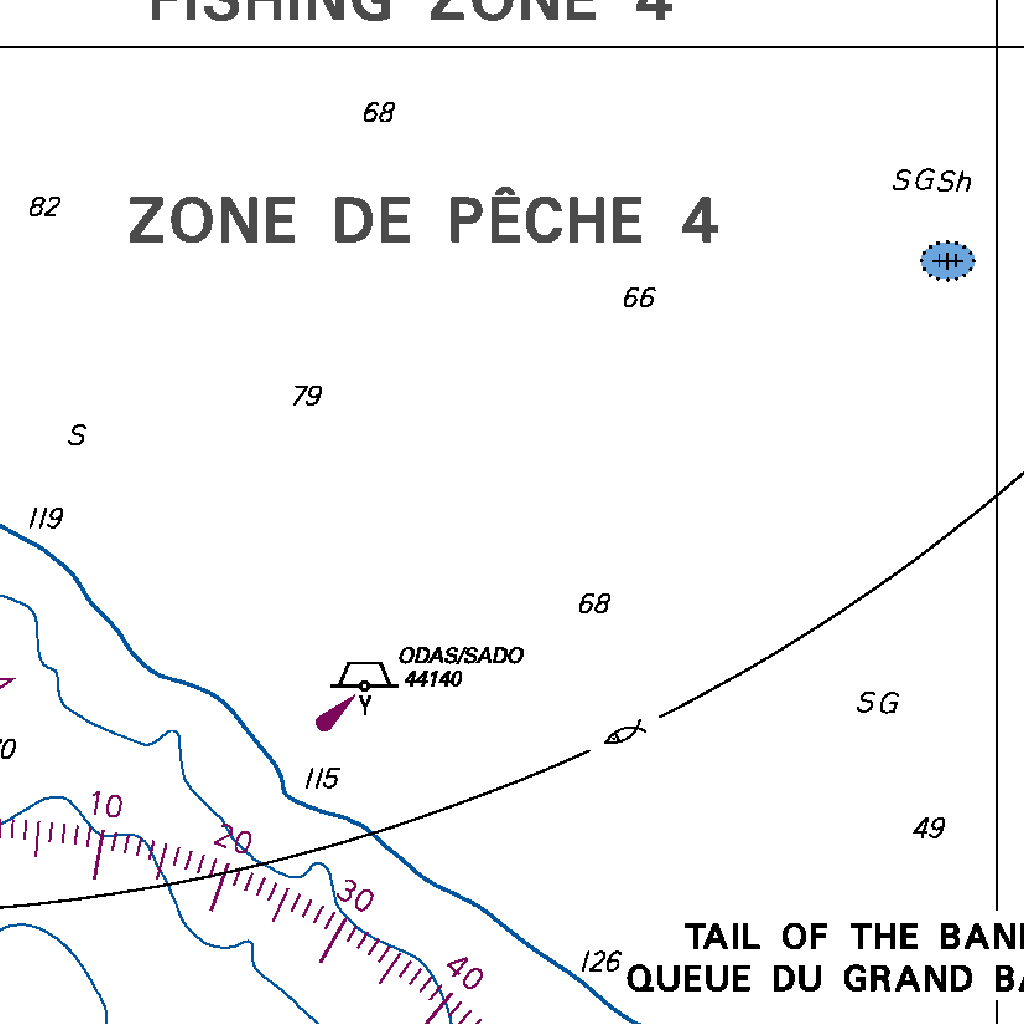 FISHING ZONE 4
68
SGSh
82
ZONE DE PÊCHE 4
66
79
S
119
68
ODAS/SADO
44140
Y
SG
115
10
49
20
30
TAIL OF THE
126
QUEUE DU GRAND
40